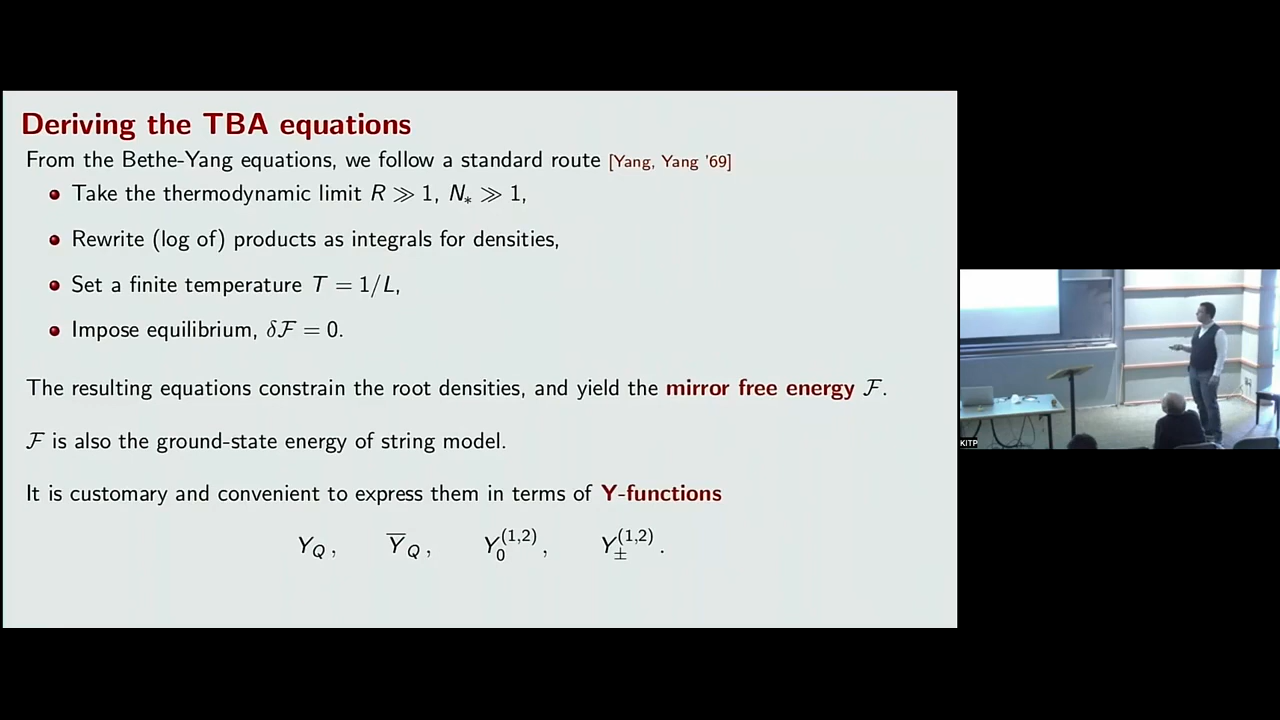 Deriving the TBA equations
From the Bethe-Yang equations, we follow a standard route [Yang, Yang '69]
Take the thermodynamic limit R ≫ 1, N∗ ≫ 1,
Rewrite (log of) products as integrals for densities,
Set a finite temperature T = 1/L,
Impose equilibrium, δℱ = 0.
The resulting equations constrain the root densities, and yield the mirror free energy ℱ.
ℱ is also the ground-state energy of string model.
It is customary and convenient to express them in terms of Y-functions
Y_Q , \overline{Y}_Q , Y_0^{(1,2)} , Y_±^{(1,2)} .
KITP